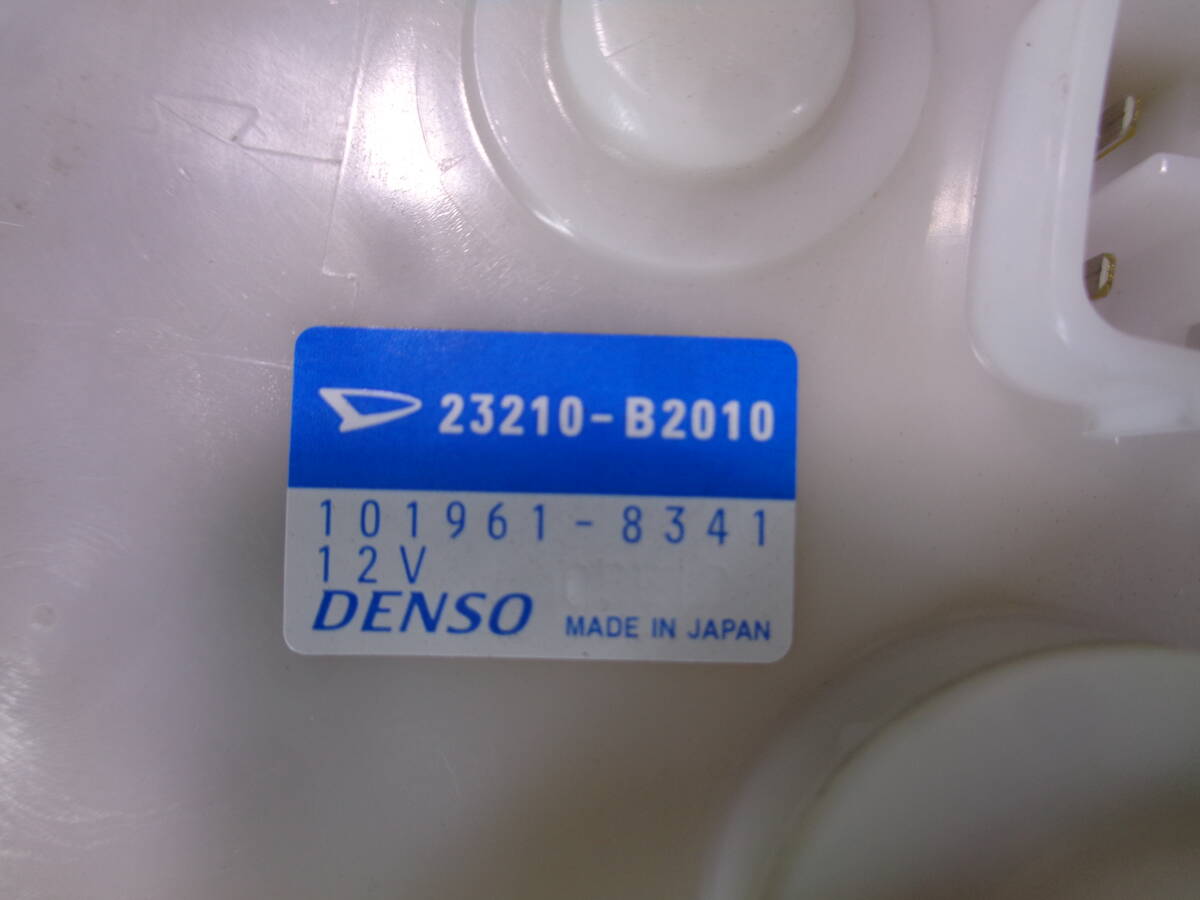 23210-B2010
101961-8341
12V
DENSO MADE IN JAPAN